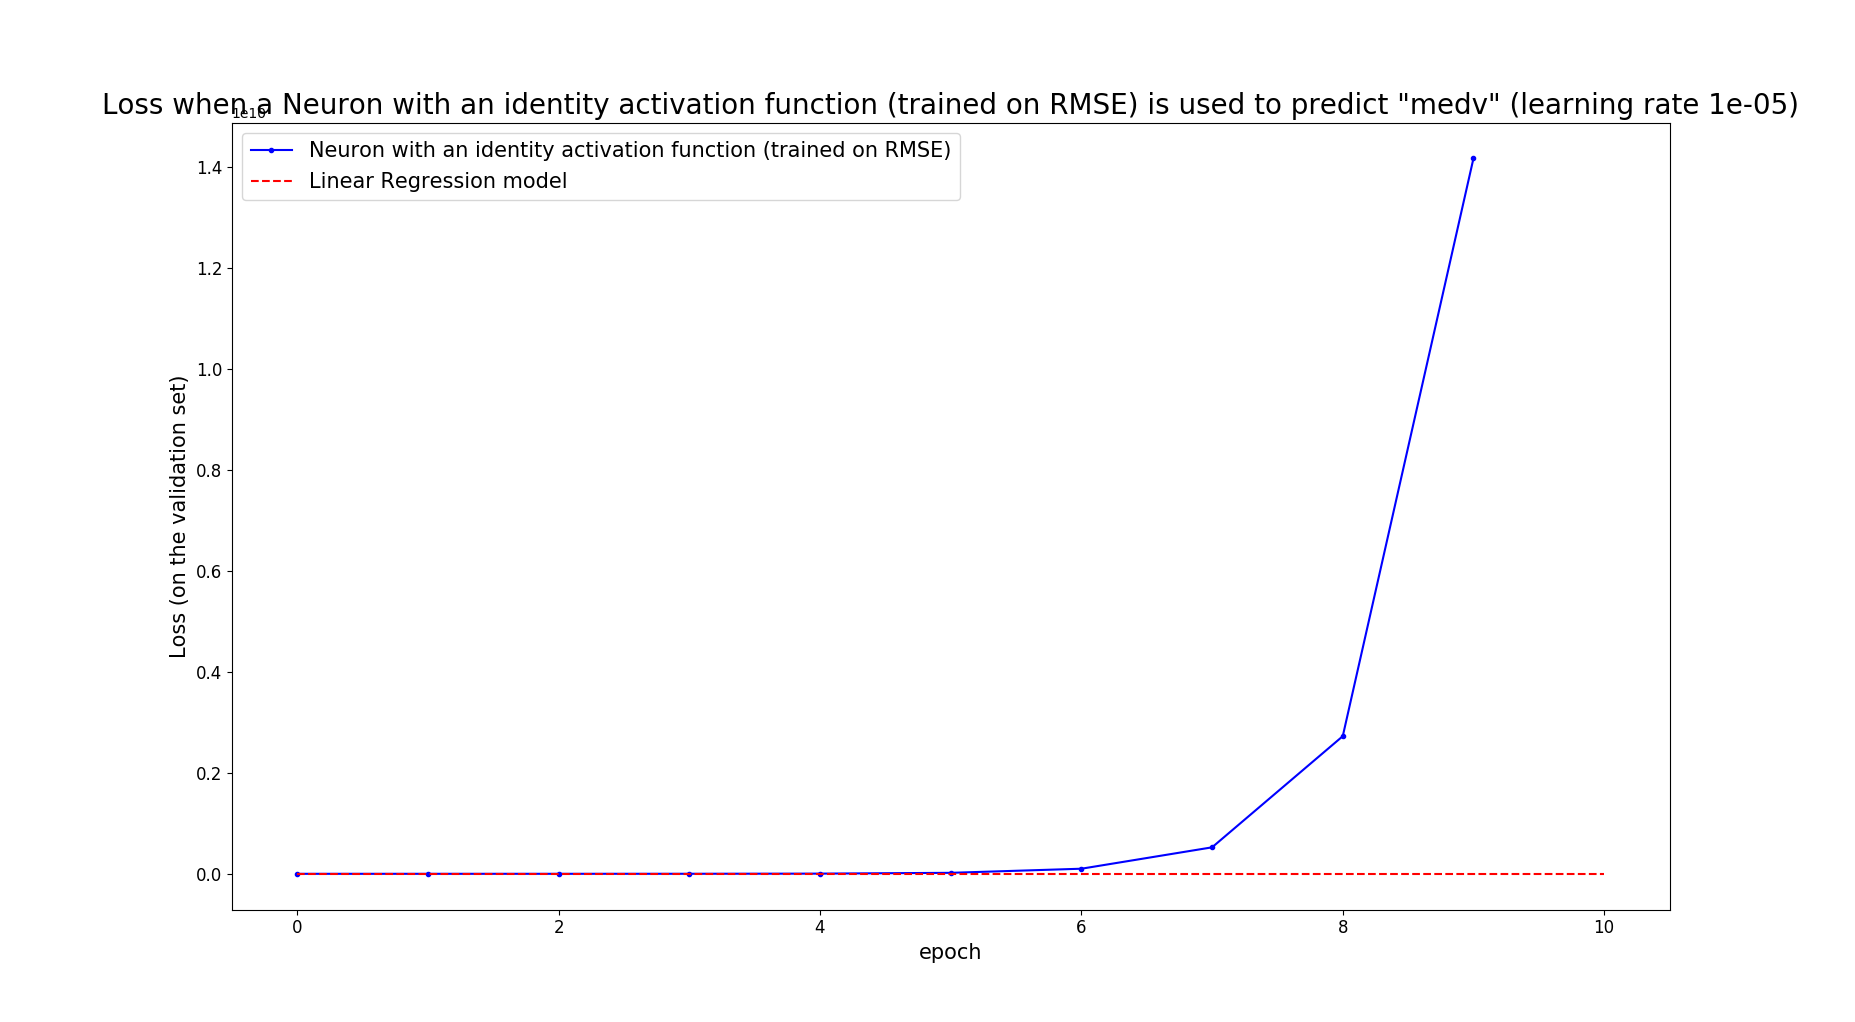 Loss when a Neuron with an identity activation function (trained on RMSE) is used to predict "medv" (learning rate 1e-05)
1e10
Neuron with an identity activation function (trained on RMSE)
Linear Regression model
1.4
1.2
1.0
0.8
0.6
0.4
0.2
0.0
Loss (on the validation set)
0 2 4 6 8 10
epoch